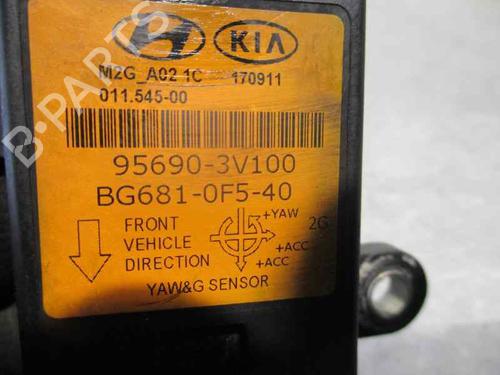 KIA
M2G_A02 1C 170911
011.545-00
95690-3V100
BG681-0F5-40
FRONT
VEHICLE
DIRECTION
+YAW
2G
+ACC
+ACC
YAW&G SENSOR
B-PARTS